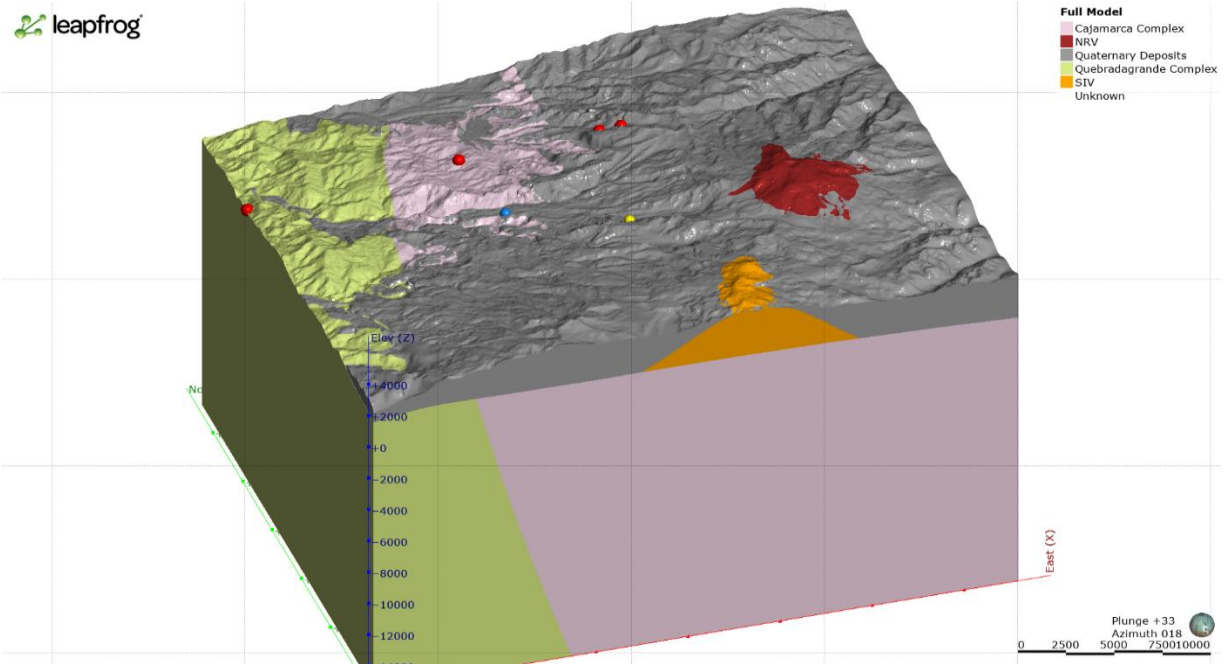 leapfrog
Full Model
Cajamarca Complex
NRV
Quaternary Deposits
Quebradagrande Complex
SIV
Unknown
Elev (Z)
+4000
+2000
+0
-2000
-4000
-6000
-8000
-10000
-12000
No
East (X)
Plunge +33
Azimuth 018
0 2500 5000 7500 10000